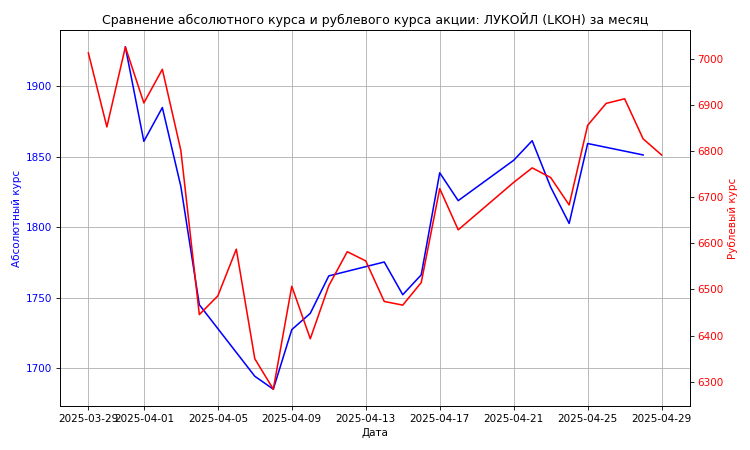 Сравнение абсолютного курса и рублевого курса акции: ЛУКОЙЛ (LKOH) за месяц
1900
1850
1800
1750
1700
Абсолютный курс
7000
6900
6800
6700
6600
6500
6400
6300
Рублевый курс
2025-03-29 2025-04-01 2025-04-05 2025-04-09 2025-04-13 2025-04-17 2025-04-21 2025-04-25 2025-04-29
Дата